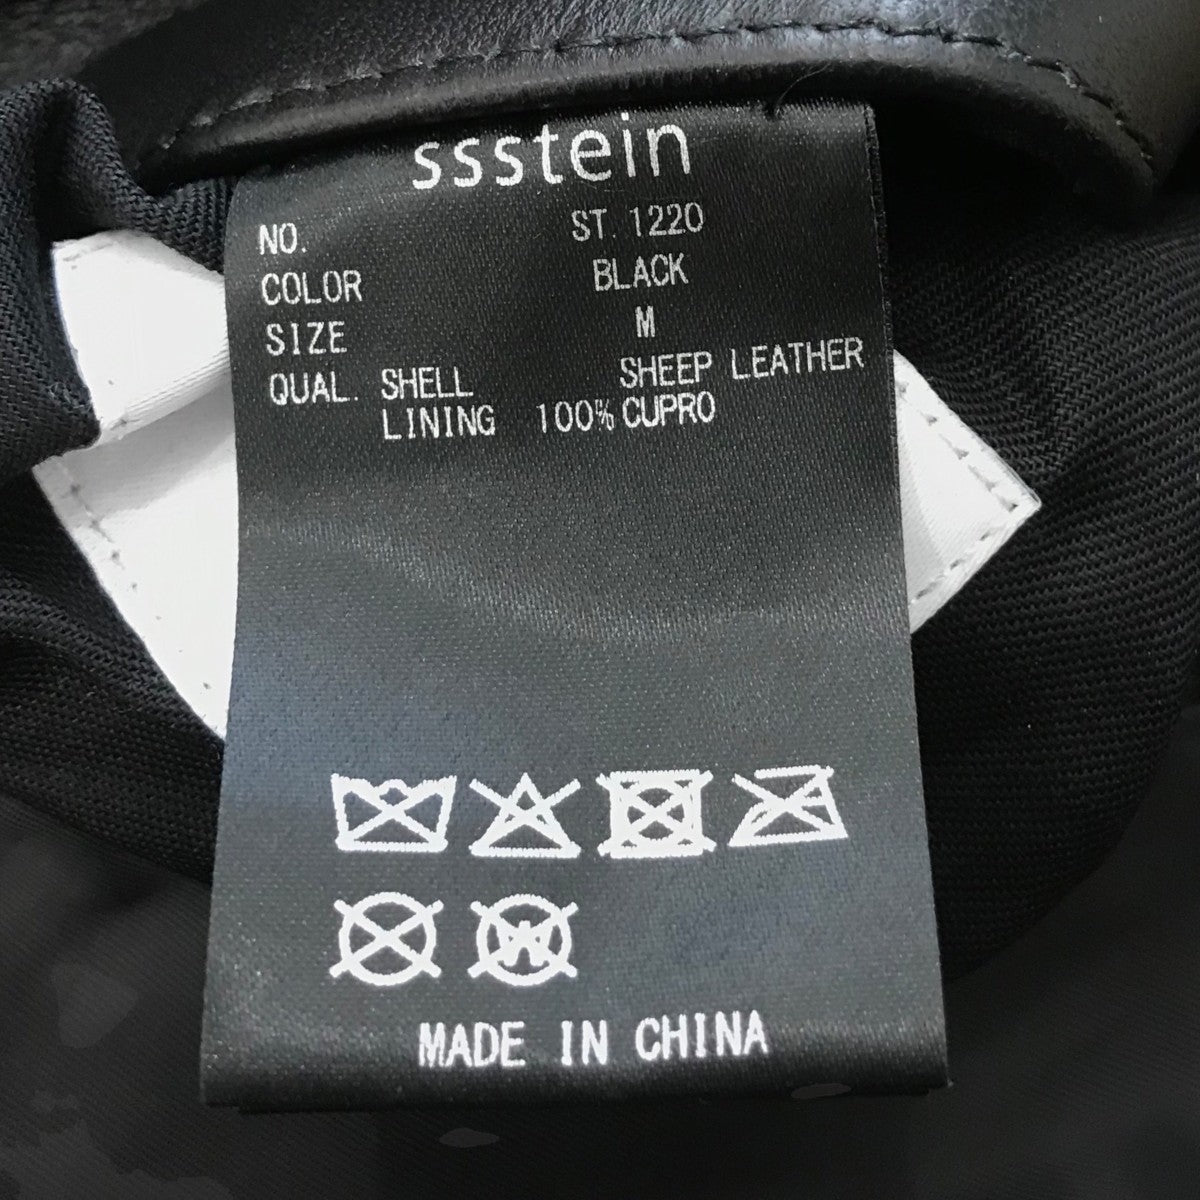 ssstein
NO. ST. 1220
COLOR BLACK
SIZE M
QUAL. SHELL SHEEP LEATHER
LINING 100% CUPRO
W
MADE IN CHINA